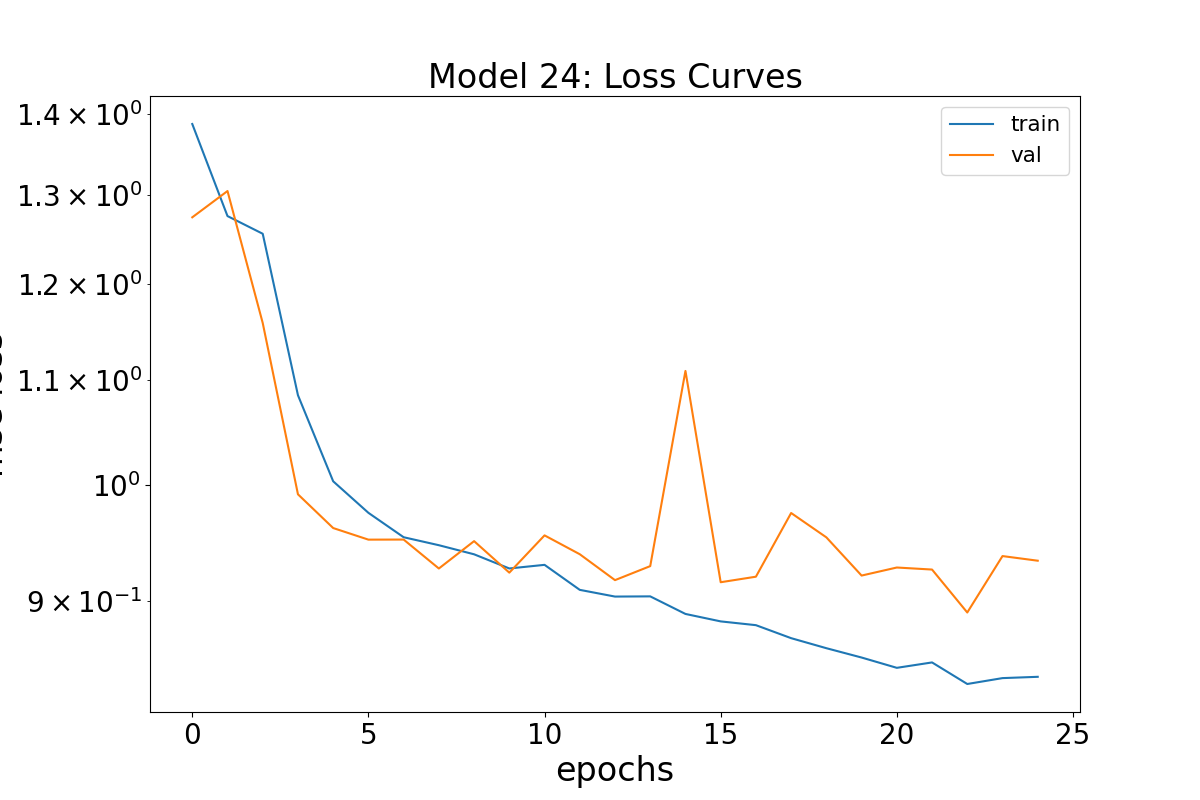 Model 24: Loss Curves
1.4 × 10⁰
1.3 × 10⁰
1.2 × 10⁰
1.1 × 10⁰
10⁰
9 × 10⁻¹
train
val
0 5 10 15 20 25
epochs